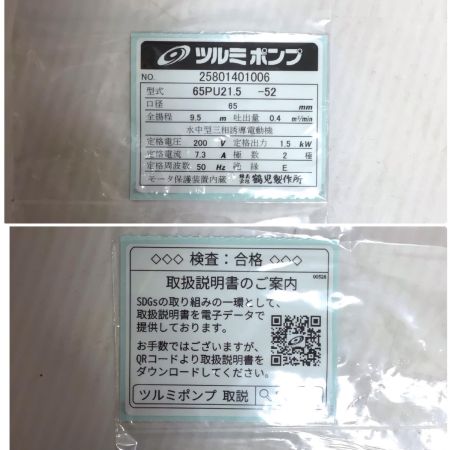 ツルミポンプ
NO. 25801401006
型式 65PU21.5 -52
口径 65 mm
全揚程 9.5 m 吐出量 0.4 m³/min
水中型三相誘導電動機
定格電圧 200 V 定格出力 1.5 kW
定格電流 7.3 A 極数 2 極
定格周波数 50 Hz 絶縁 E
モータ保護装置内蔵 株式会社 鶴見製作所
◇◇◇ 検査：合格 ◇◇◇
取扱説明書のご案内
00526
SDGsの取り組みの一環として、
取扱説明書を電子データで
提供しております。
お手数ではございますが、
QRコードより取扱説明書を
ダウンロードしてください。
ツルミポンプ 取説